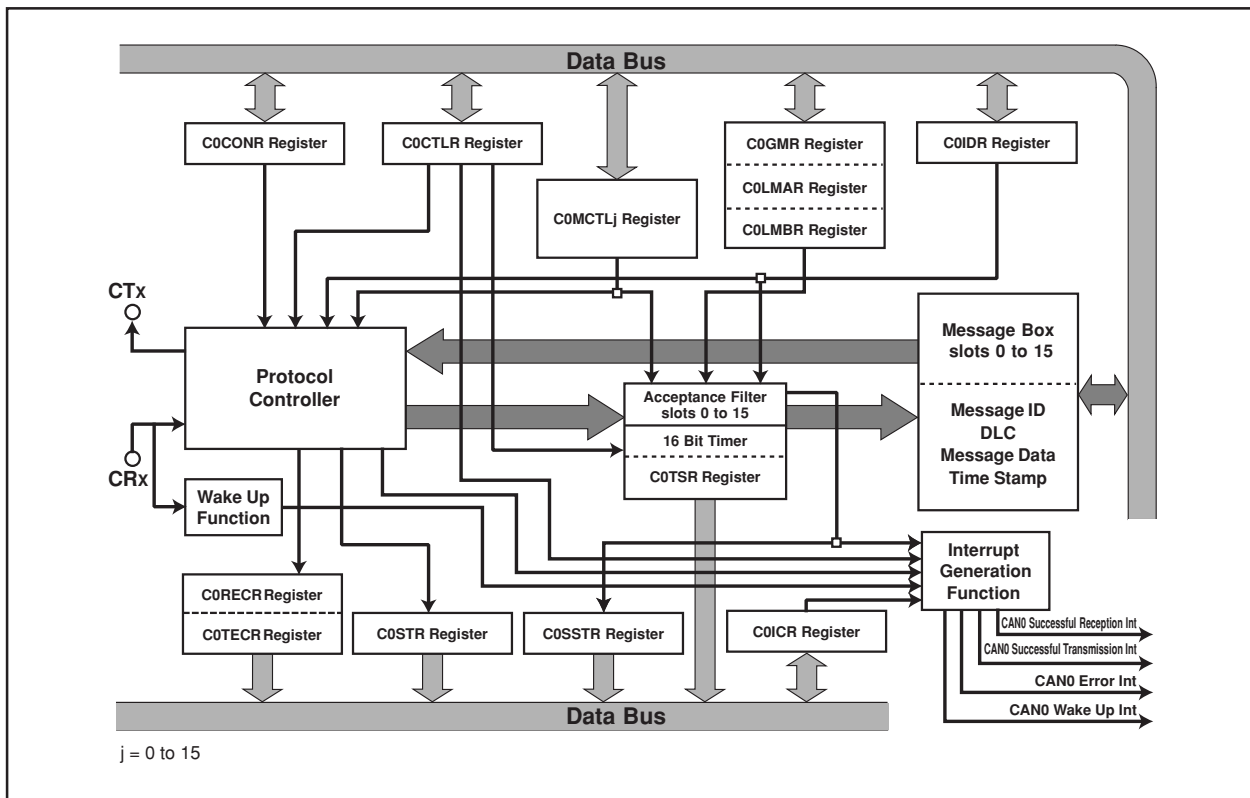 Data Bus
C0CONR Register
C0CTLR Register
C0GMR Register
C0IDR Register
C0LMAR Register
C0MCTLj Register
C0LMBR Register
CTx
Message Box
slots 0 to 15
Protocol
Controller
Acceptance Filter
slots 0 to 15
Message ID
DLC
Message Data
Time Stamp
16 Bit Timer
C0TSR Register
CRx
Wake Up
Function
Interrupt
Generation
Function
C0RECR Register
C0TECR Register
C0STR Register
C0SSTR Register
C0ICR Register
CAN0 Successful Reception Int
CAN0 Successful Transmission Int
CAN0 Error Int
CAN0 Wake Up Int
Data Bus
j = 0 to 15